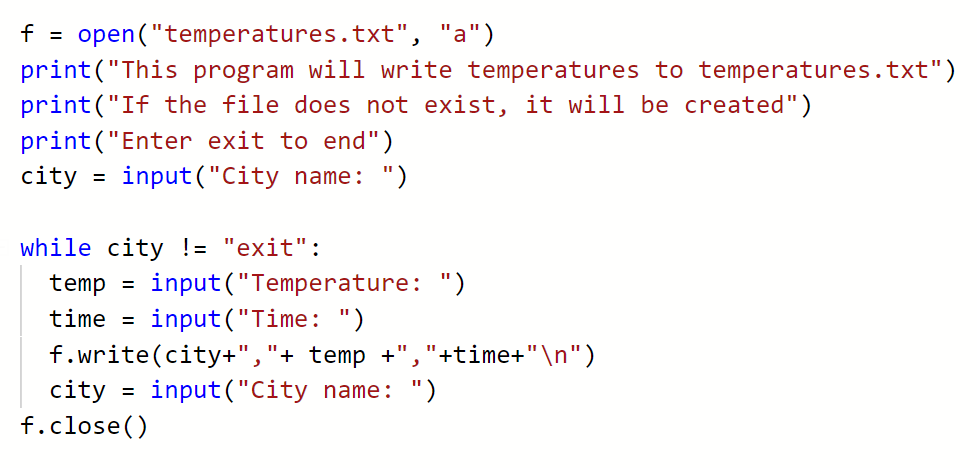 f = open("temperatures.txt", "a")
print("This program will write temperatures to temperatures.txt")
print("If the file does not exist, it will be created")
print("Enter exit to end")
city = input("City name: ")

while city != "exit":
  temp = input("Temperature: ")
  time = input("Time: ")
  f.write(city+","+ temp +","+time+"\n")
  city = input("City name: ")
f.close()